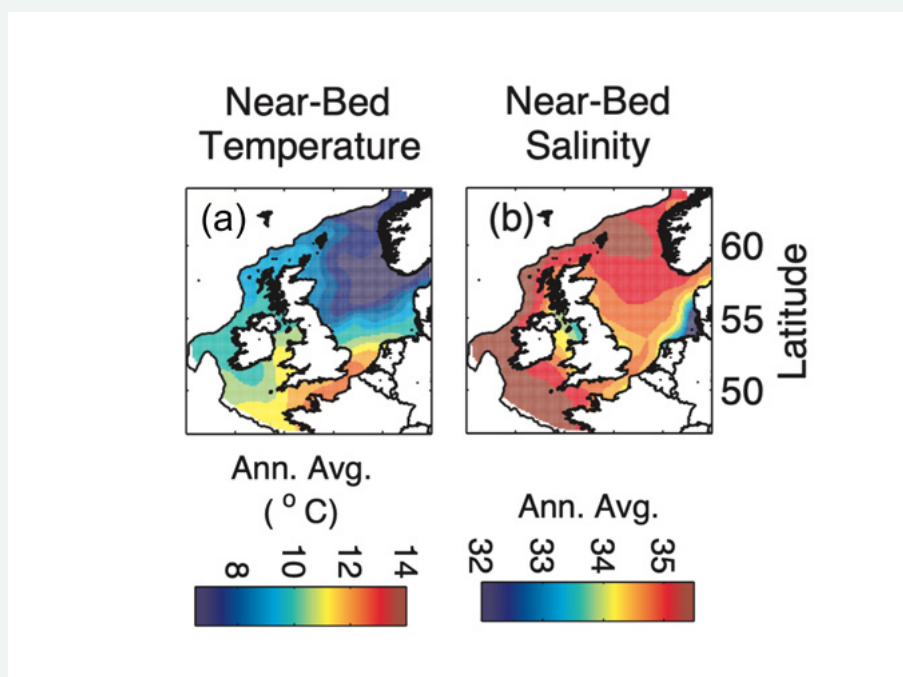 Near-Bed
Temperature
Near-Bed
Salinity
(a)
(b)
60
55
50
Latitude
Ann. Avg.
( ° C)
8
10
12
14
Ann. Avg.
32
33
34
35